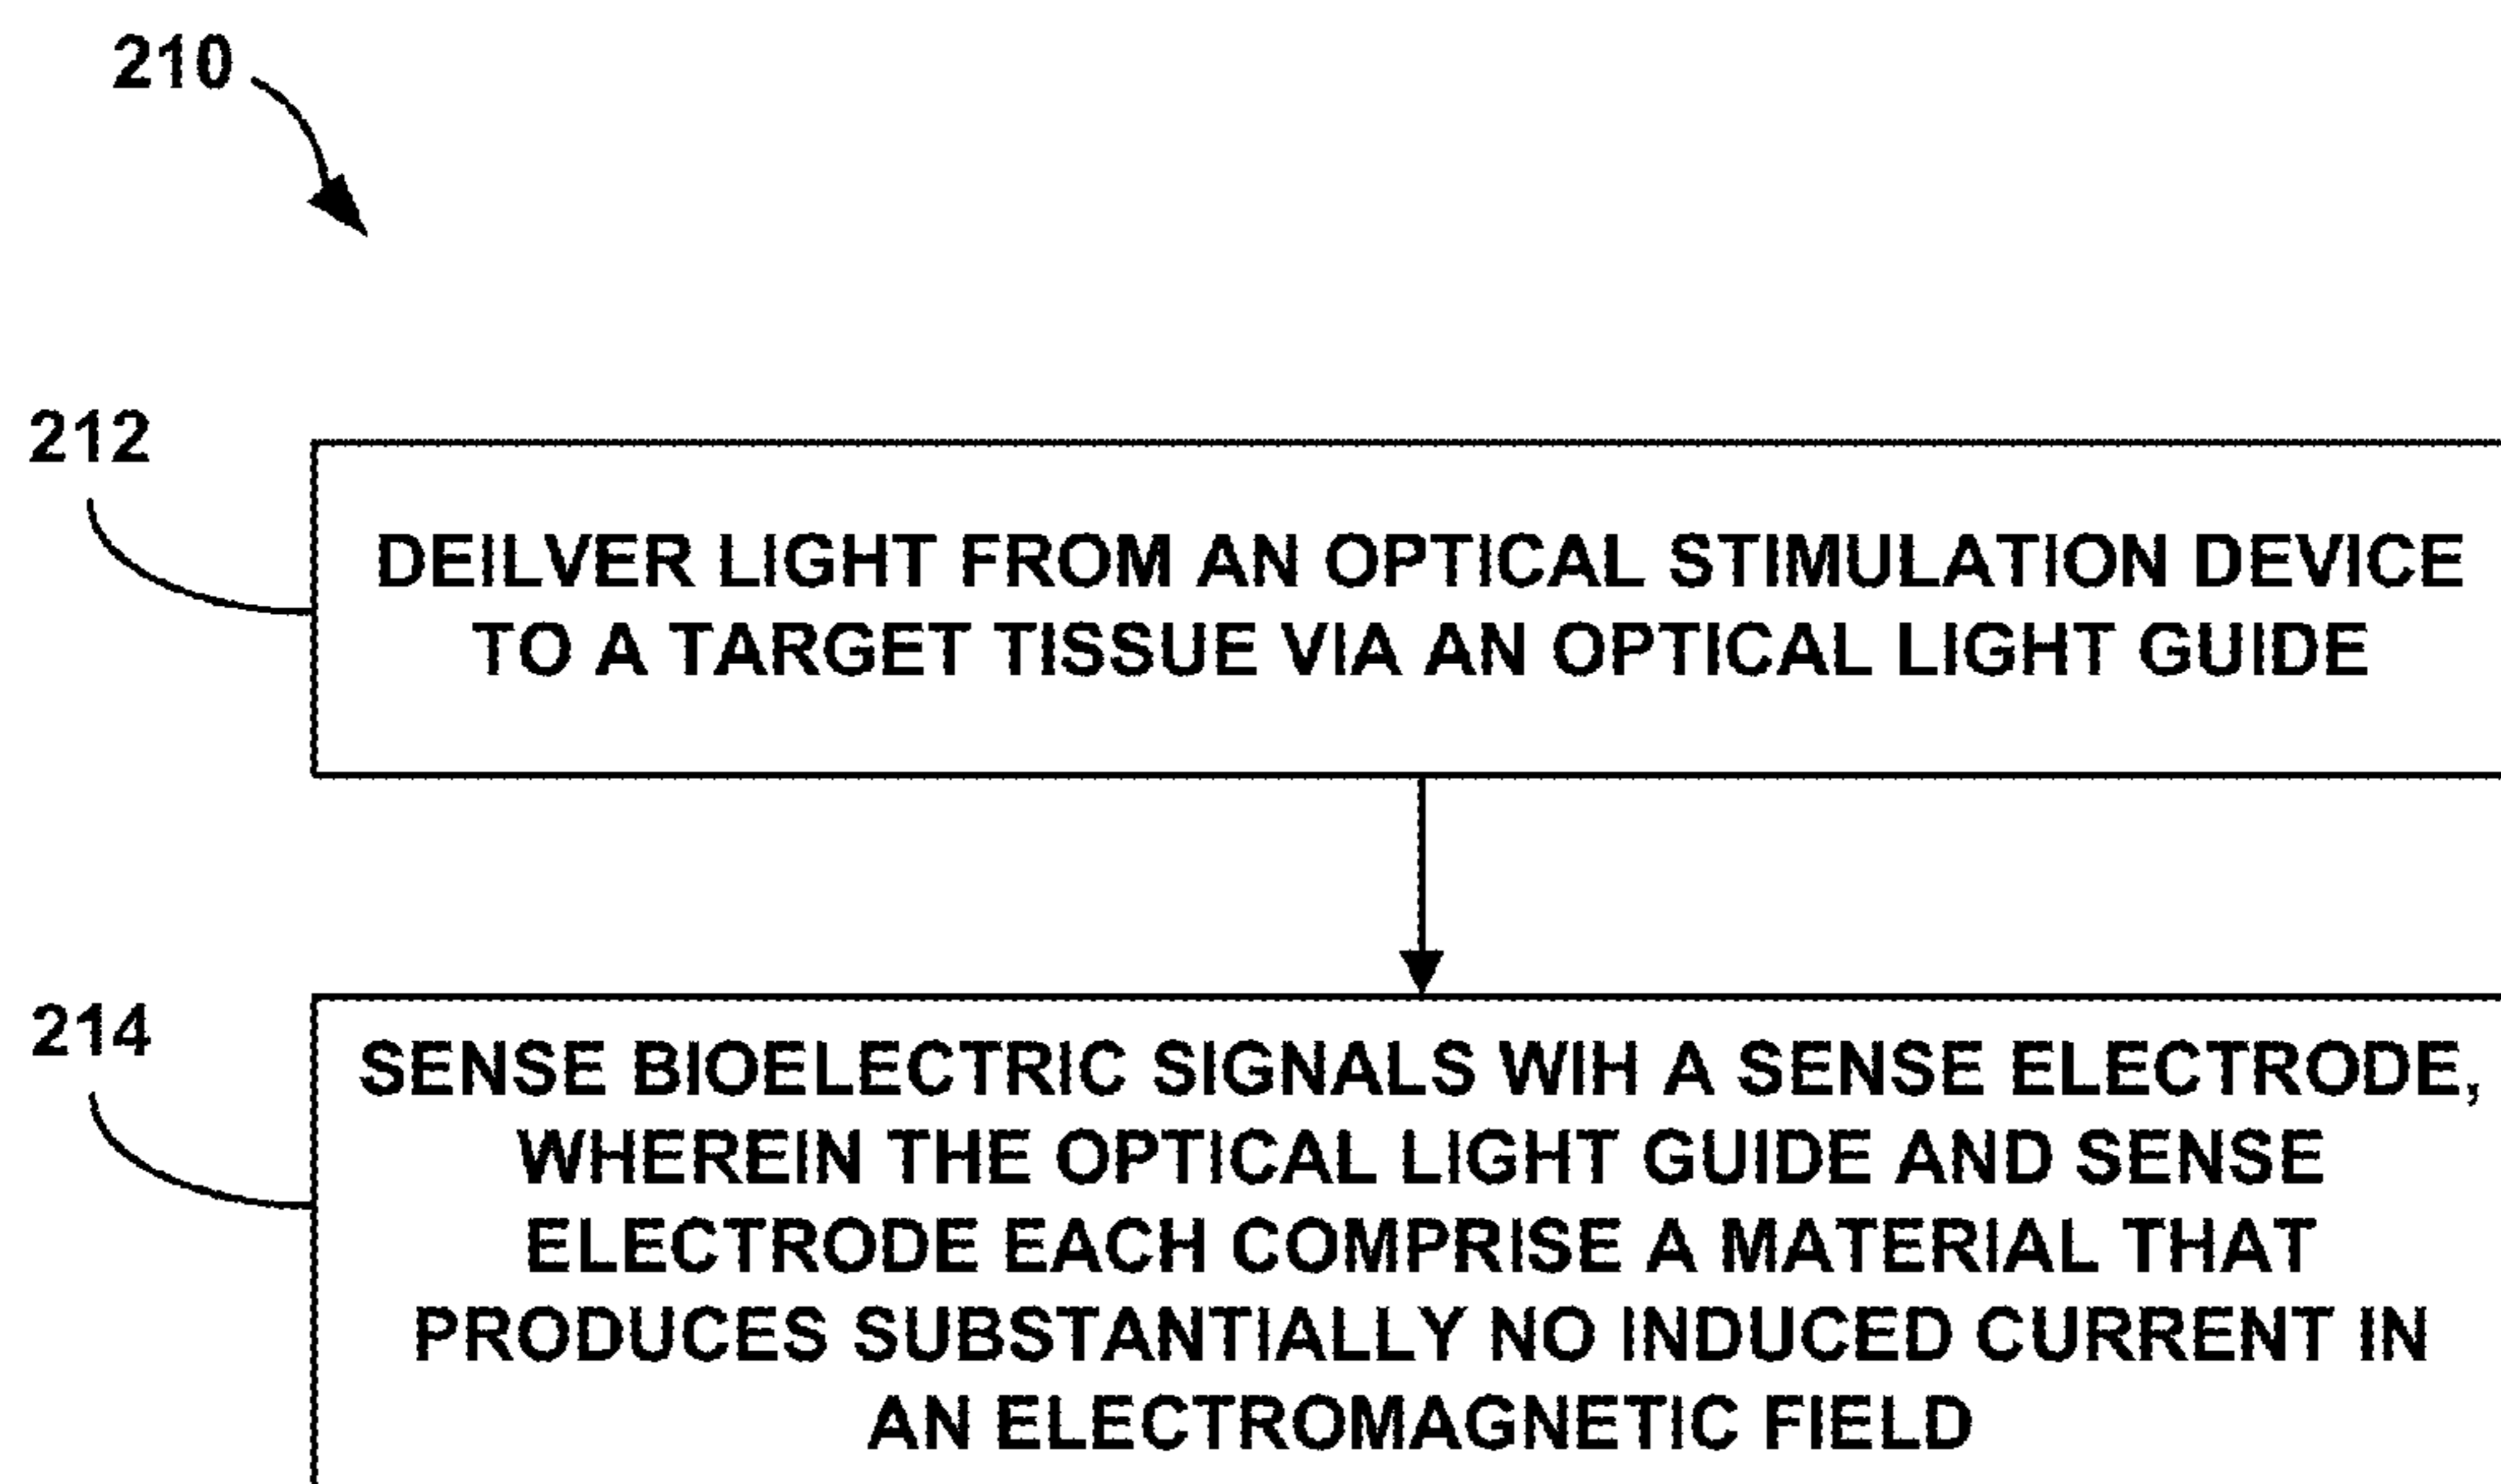 210
212
DEILVER LIGHT FROM AN OPTICAL STIMULATION DEVICE
TO A TARGET TISSUE VIA AN OPTICAL LIGHT GUIDE
214
SENSE BIOELECTRIC SIGNALS WIH A SENSE ELECTRODE,
WHEREIN THE OPTICAL LIGHT GUIDE AND SENSE
ELECTRODE EACH COMPRISE A MATERIAL THAT
PRODUCES SUBSTANTIALLY NO INDUCED CURRENT IN
AN ELECTROMAGNETIC FIELD